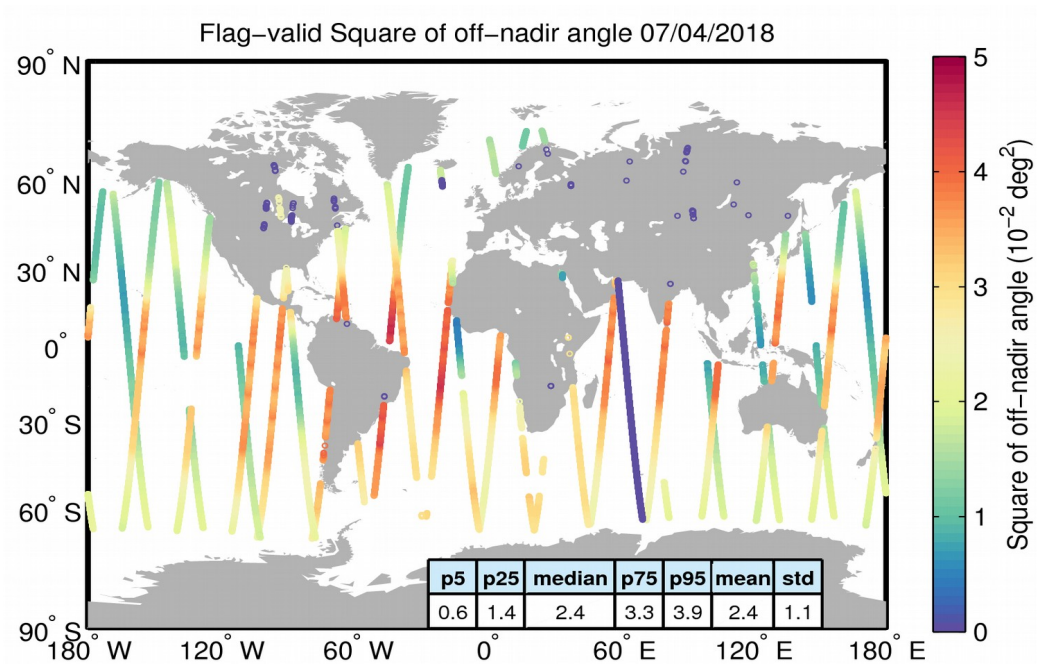 Flag−valid Square of off−nadir angle 07/04/2018
90° N
60° N
30° N
0°
30° S
60° S
90° S
180° W
120° W
60° W
0°
60° E
120° E
180° E
p5 p25 median p75 p95 mean std
0.6 1.4 2.4 3.3 3.9 2.4 1.1
5
4
3
2
1
0
Square of off−nadir angle (10⁻² deg²)